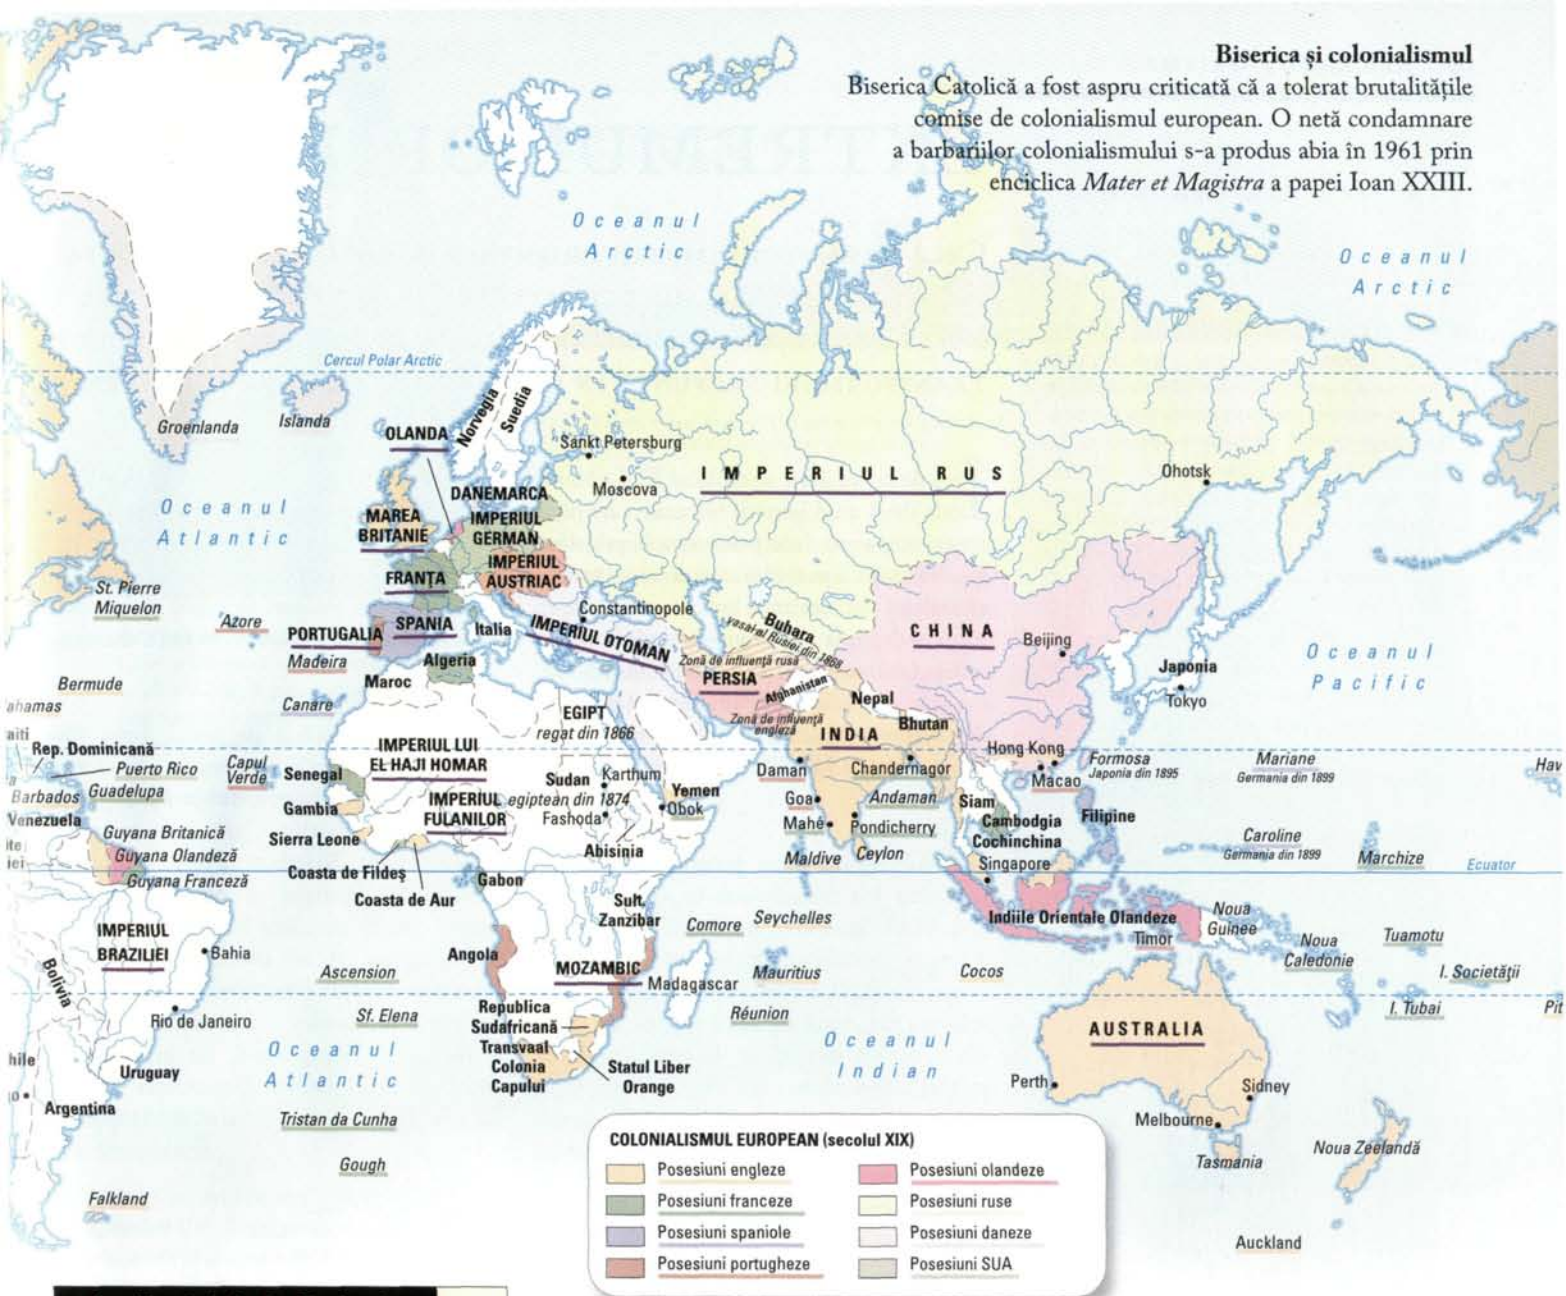 Biserica și colonialismul
Biserica Catolică a fost aspru criticată că a tolerat brutalitățile
comise de colonialismul european. O netă condamnare
a barbariilor colonialismului s-a produs abia în 1961 prin
enciclica Mater et Magistra a papei Ioan XXIII.
Oceanul
Arctic
Oceanul
Arctic
Cercul Polar Arctic
Groenlanda
Islanda
Norvegia
Suedia
OLANDA
Sankt Petersburg
Moscova
IMPERIUL RUS
Ohotsk
DANEMARCA
Oceanul
Atlantic
MAREA
BRITANIE
IMPERIUL
GERMAN
IMPERIUL
AUSTRIAC
FRANȚA
St. Pierre
Miquelon
Azore
PORTUGALIA
SPANIA
Italia
Constantinopole
IMPERIUL OTOMAN
Buhara
vasal al Rusiei din 1868
CHINA
Beijing
Madeira
Algeria
Maroc
Zonă de influență rusă
PERSIA
Afghanistan
Zonă de influență
engleză
Japonia
Tokyo
Oceanul
Pacific
Bermude
ahamas
Canare
EGIPT
regat din 1866
Nepal
Bhutan
INDIA
aiti
Rep. Dominicană
Puerto Rico
Guadelupa
Barbados
Venezuela
Capul
Verde
IMPERIUL LUI
EL HAJI HOMAR
Senegal
Gambia
Sierra Leone
IMPERIUL
FULANILOR
Sudan
egiptean din 1874
Karthum
Fashoda
Yemen
Obok
Abisinia
Daman
Goa
Mahé
Chandernagor
Andaman
Pondicherry
Maldive
Ceylon
Hong Kong
Macao
Formosa
Japonia din 1895
Siam
Cambodgia
Cochinchina
Filipine
Singapore
Mariane
Germania din 1899
Hav
Caroline
Germania din 1899
Marchize
Ecuator
Guyana Britanică
Guyana Olandeză
Guyana Franceză
Coasta de Fildeș
Coasta de Aur
Gabon
Sult.
Zanzibar
Comore
Seychelles
Indiile Orientale Olandeze
Timor
Noua
Guinee
Noua
Caledonie
Tuamotu
I. Societății
I. Tubai
Pit
IMPERIUL
BRAZILIEI
Bahia
Bolivia
Rio de Janeiro
Ascension
Sf. Elena
Angola
MOZAMBIC
Madagascar
Mauritius
Réunion
Cocos
Oceanul
Atlantic
Republica
Sudafricană
Transvaal
Colonia
Capului
Statul Liber
Orange
Oceanul
Indian
AUSTRALIA
Perth
Sidney
Melbourne
Tasmania
Noua Zeelandă
Auckland
hile
Uruguay
Argentina
Tristan da Cunha
Gough
Falkland
COLONIALISMUL EUROPEAN (secolul XIX)
Posesiuni engleze
Posesiuni franceze
Posesiuni spaniole
Posesiuni portugheze
Posesiuni olandeze
Posesiuni ruse
Posesiuni daneze
Posesiuni SUA